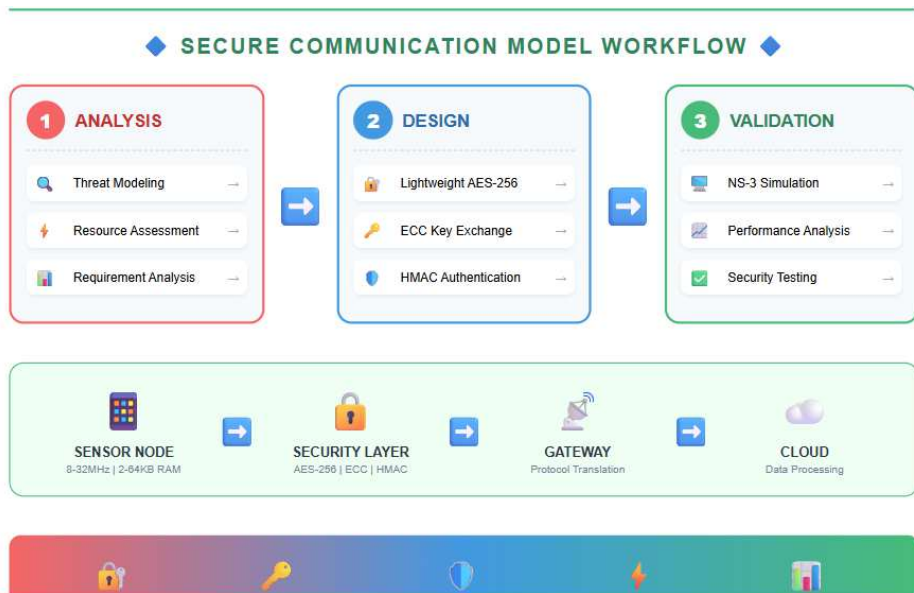 SECURE COMMUNICATION MODEL WORKFLOW
1 ANALYSIS
Threat Modeling →
Resource Assessment →
Requirement Analysis →
2 DESIGN
Lightweight AES-256 →
ECC Key Exchange →
HMAC Authentication →
3 VALIDATION
NS-3 Simulation →
Performance Analysis →
Security Testing →
SENSOR NODE
8-32MHz | 2-64KB RAM
SECURITY LAYER
AES-256 | ECC | HMAC
GATEWAY
Protocol Translation
CLOUD
Data Processing